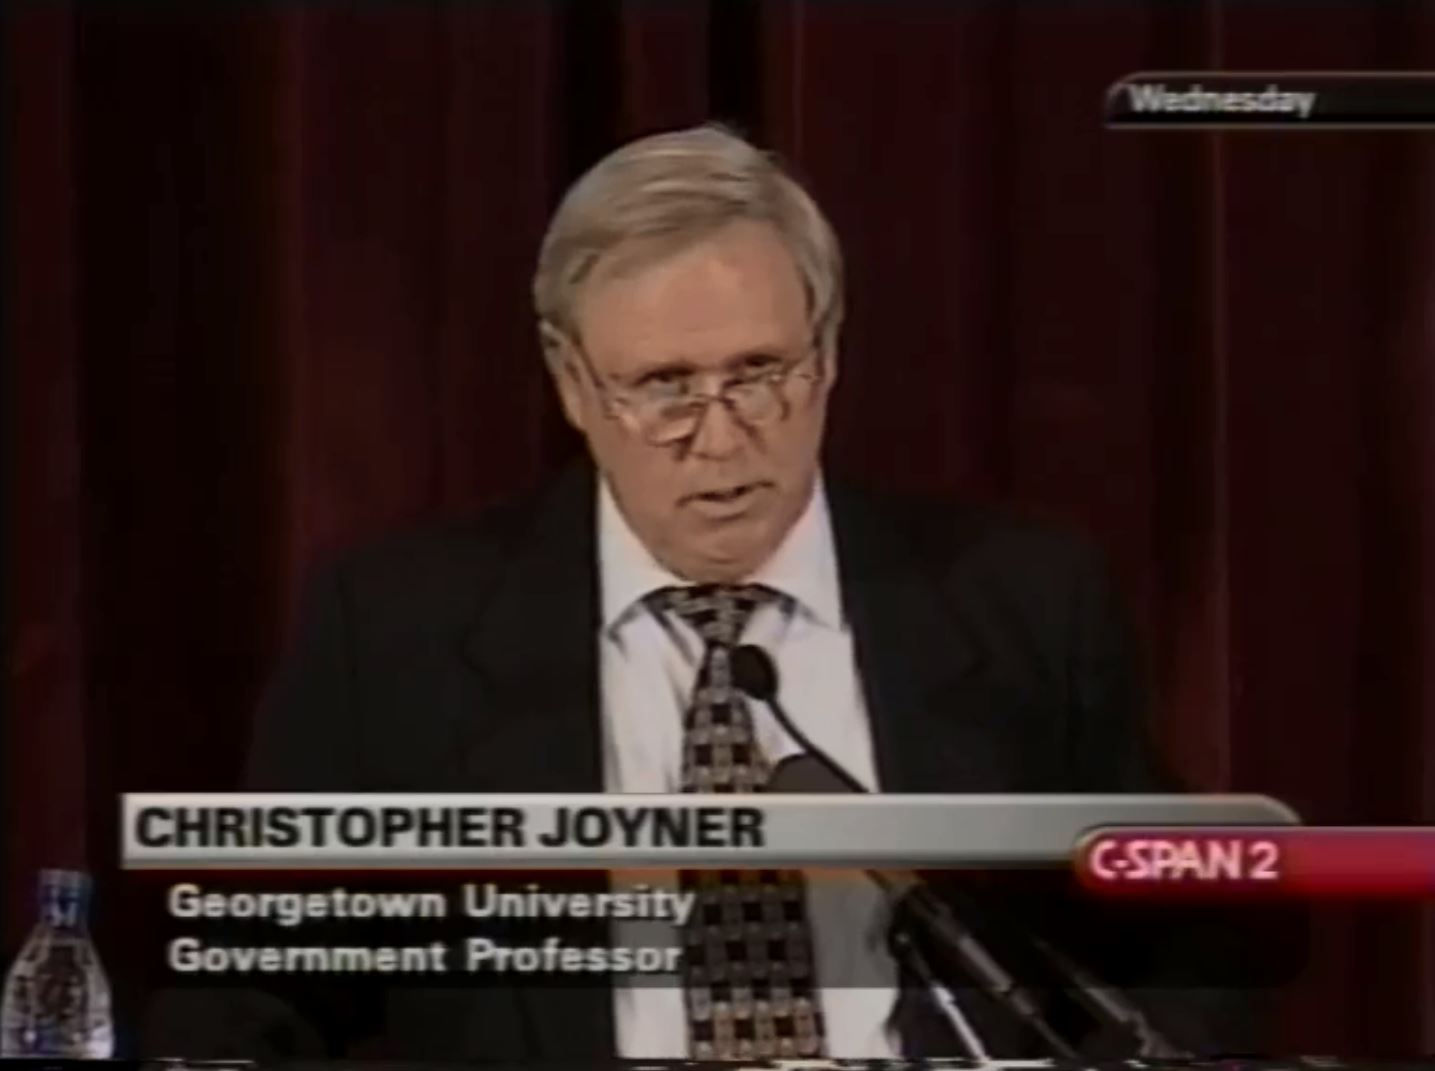 Wednesday
CHRISTOPHER JOYNER
C-SPAN 2
Georgetown University
Government Professor